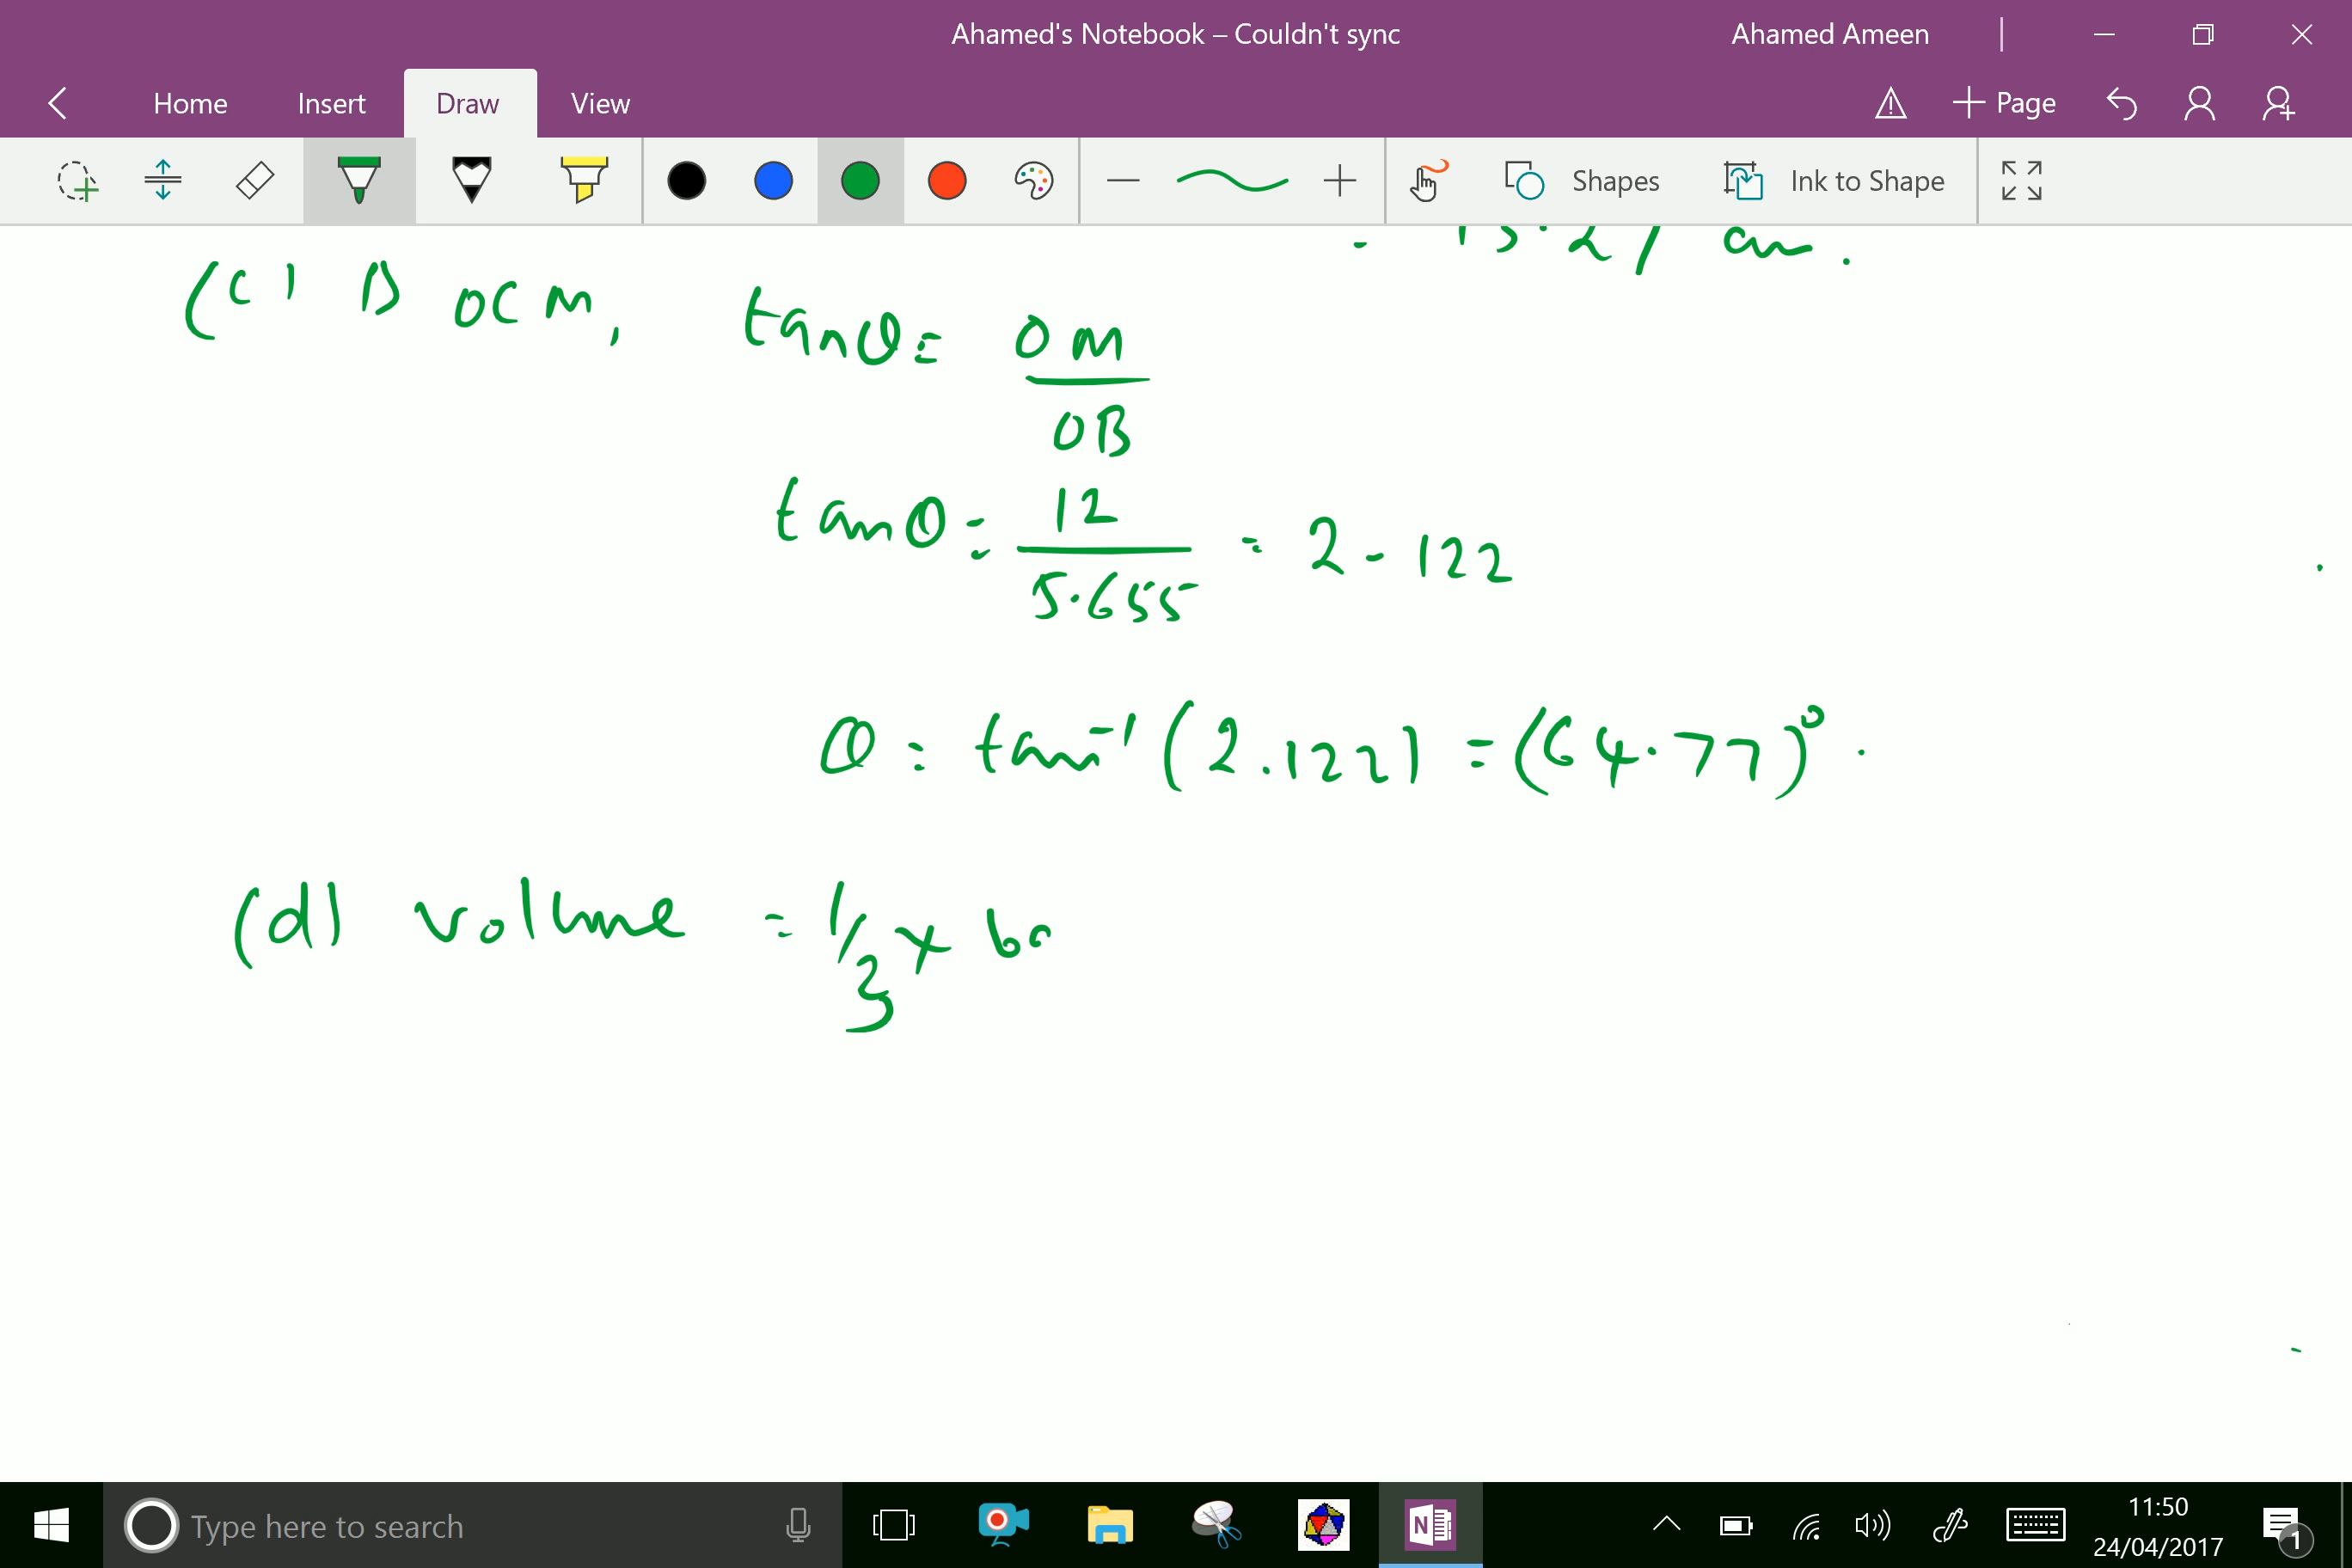 Ahamed's Notebook – Couldn't sync Ahamed Ameen
Home Insert Draw View + Page
Shapes Ink to Shape
(c) D OCM, tanθ = OM
OB
tanθ = 12 = 2.122
5.655
θ = tan⁻¹ (2.122) = (64.77)° .
(d) volume = 1/3 x ba
Type here to search
N
11:50
24/04/2017
1